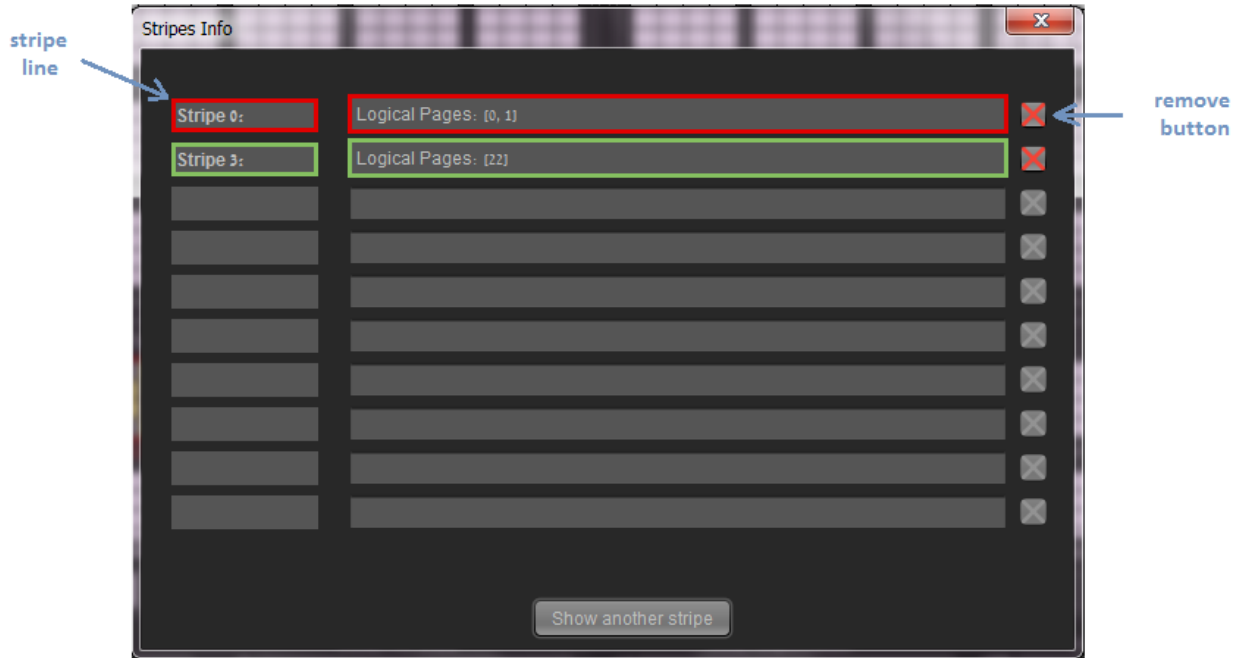 Stripes Info
x
stripe
line
Stripe 0:
Logical Pages: [0, 1]
remove
button
Stripe 3:
Logical Pages: [22]
Show another stripe